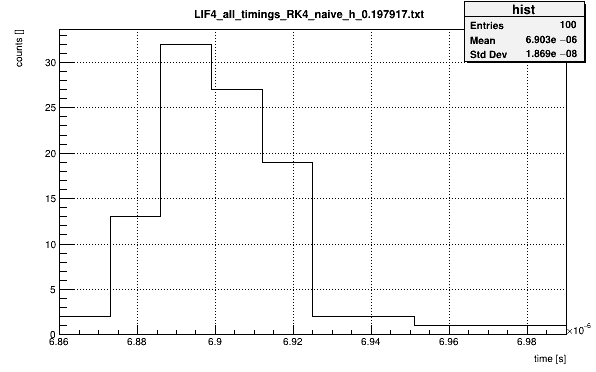 LIF4_all_timings_RK4_naive_h_0.197917.txt
hist
Entries 100
Mean 6.903e −06
Std Dev 1.869e −08
counts []
30
25
20
15
10
5
0
6.86 6.88 6.9 6.92 6.94 6.96 6.98
×10⁻⁶
time [s]